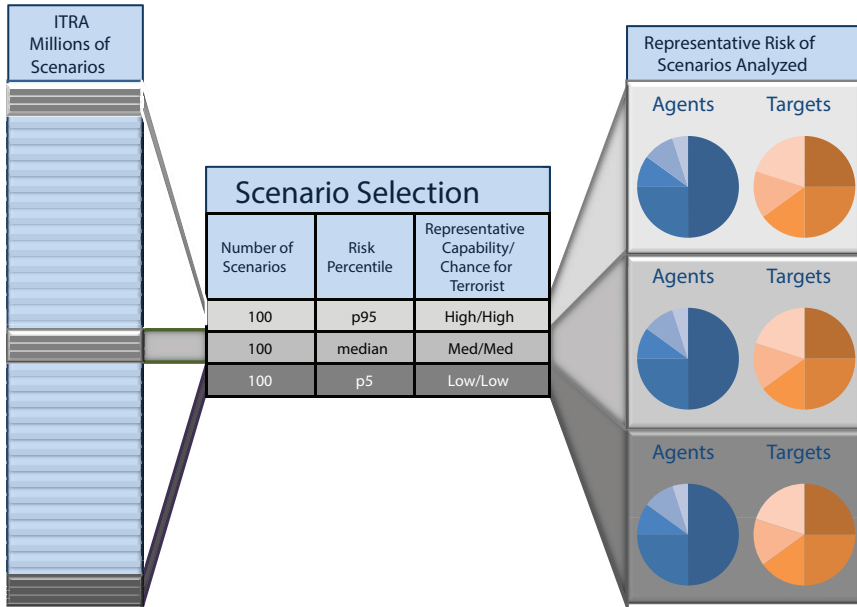 ITRA
Millions of
Scenarios
Scenario Selection
Number of
Scenarios
Risk
Percentile
Representative
Capability/
Chance for
Terrorist
100
p95
High/High
100
median
Med/Med
100
p5
Low/Low
Representative Risk of
Scenarios Analyzed
Agents
Targets
Agents
Targets
Agents
Targets